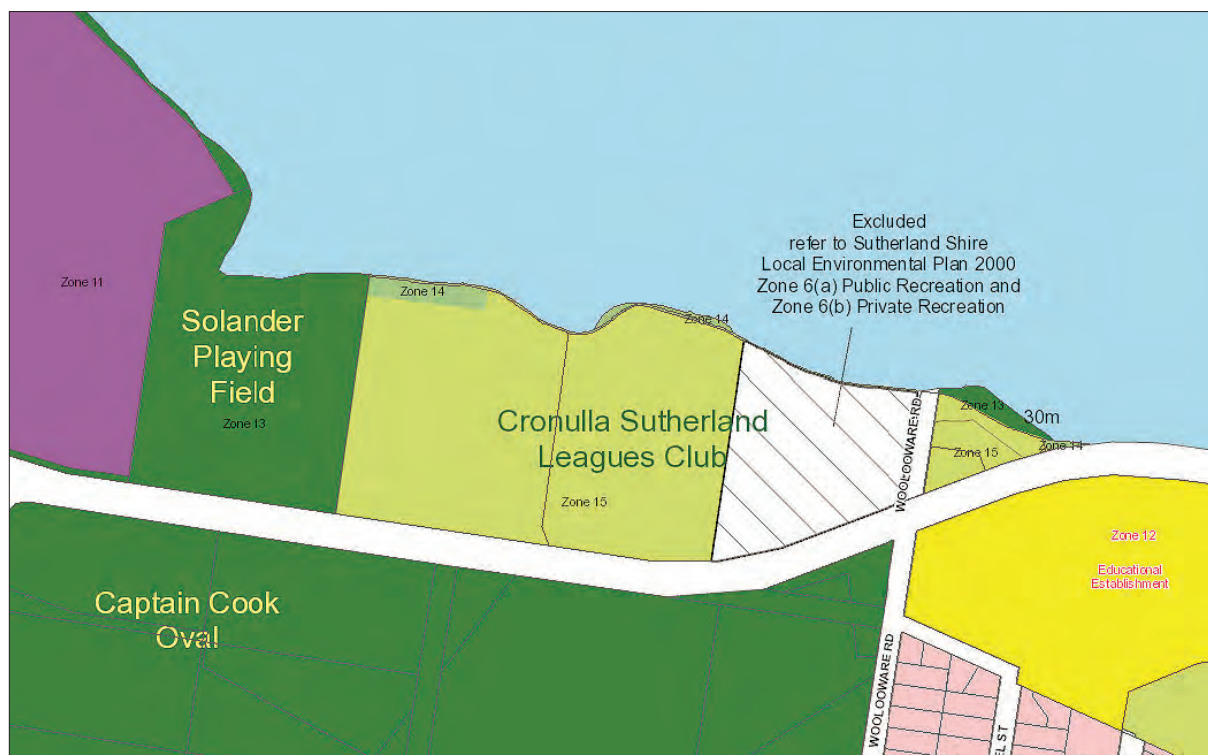 Excluded
refer to Sutherland Shire
Local Environmental Plan 2000
Zone 6(a) Public Recreation and
Zone 6(b) Private Recreation
Zone 11
Zone 14
Solander
Playing
Field
Zone 13
Zone 14
Cronulla Sutherland
Leagues Club
Zone 15
WOOLOOWARE RD
Zone 13
30m
Zone 14
Zone 15
Zone 12
Educational
Establishment
Captain Cook
Oval
WOOLOOWARE RD
EL ST